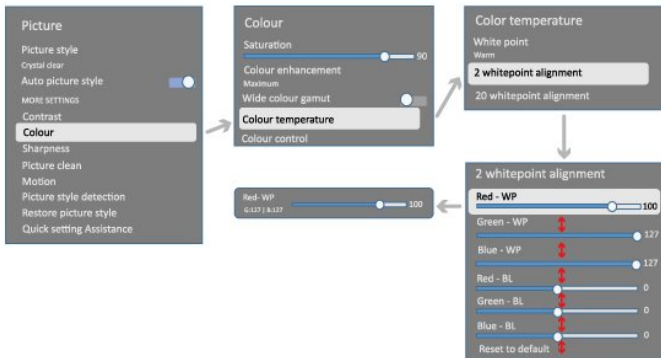 Picture
Picture style
Crystal clear
Auto picture style
MORE SETTINGS
Contrast
Colour
Sharpness
Picture clean
Motion
Picture style detection
Restore picture style
Quick setting Assistance
Colour
Saturation
90
Colour enhancement
Maximum
Wide colour gamut
Colour temperature
Colour control
Color temperature
White point
Warm
2 whitepoint alignment
20 whitepoint alignment
2 whitepoint alignment
Red - WP
100
Green - WP
127
Blue - WP
127
Red - BL
0
Green - BL
0
Blue - BL
0
Reset to default
Red- WP
G:127 | B:127
100